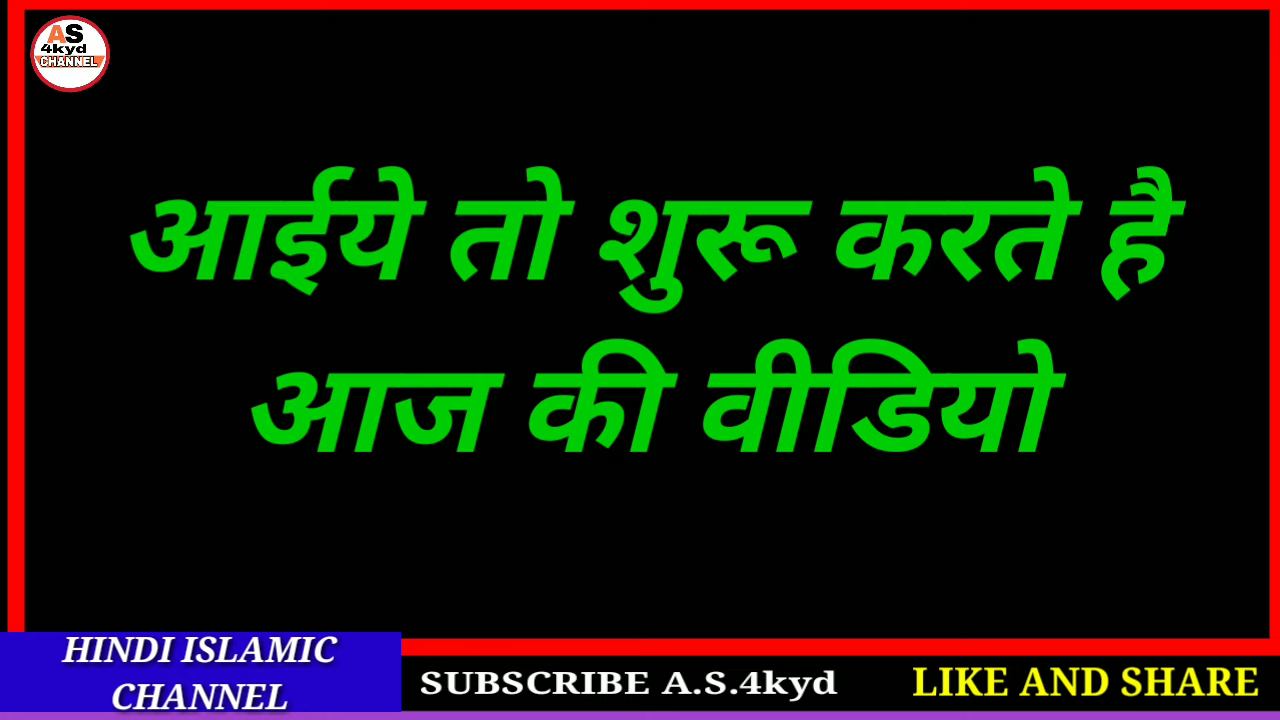 AS
4kyd
CHANNEL
आईये तो शुरू करते है
आज की वीडियो
HINDI ISLAMIC
CHANNEL
SUBSCRIBE A.S.4kyd
LIKE AND SHARE